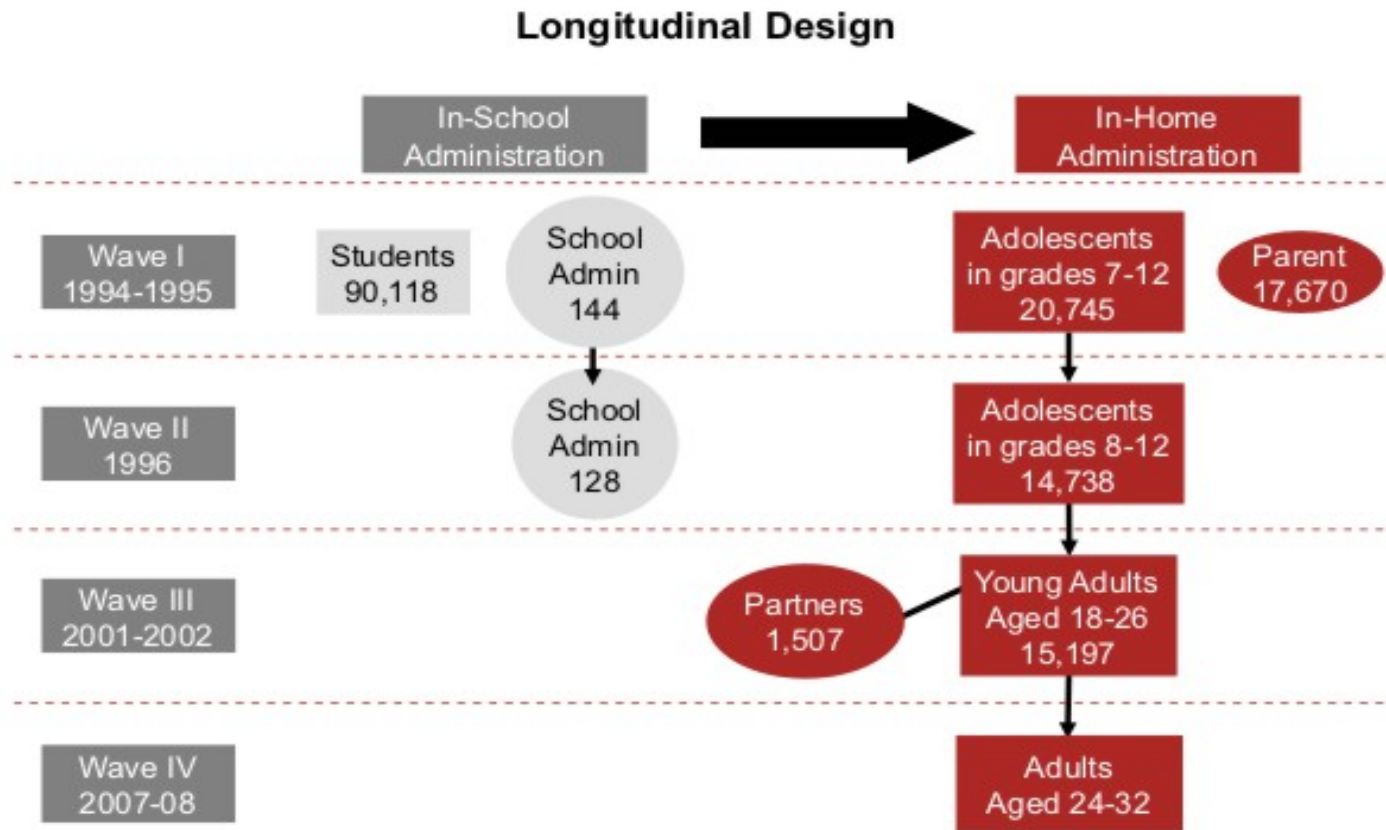 Longitudinal Design
In-School
Administration
In-Home
Administration
Wave I
1994-1995
Students
90,118
School
Admin
144
Adolescents
in grades 7-12
20,745
Parent
17,670
Wave II
1996
School
Admin
128
Adolescents
in grades 8-12
14,738
Wave III
2001-2002
Partners
1,507
Young Adults
Aged 18-26
15,197
Wave IV
2007-08
Adults
Aged 24-32